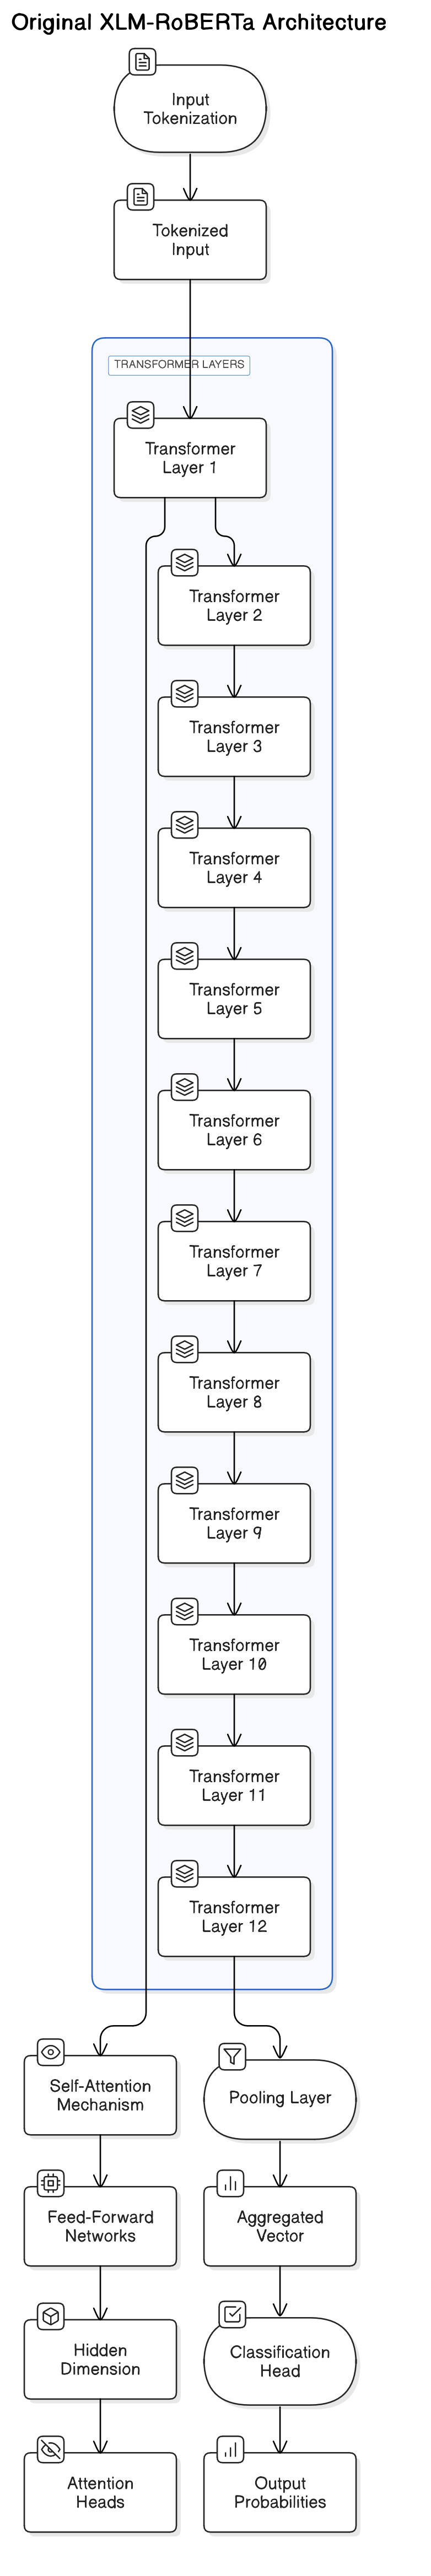 Original XLM-RoBERTa Architecture
Input
Tokenization
Tokenized
Input
TRANSFORMER LAYERS
Transformer
Layer 1
Transformer
Layer 2
Transformer
Layer 3
Transformer
Layer 4
Transformer
Layer 5
Transformer
Layer 6
Transformer
Layer 7
Transformer
Layer 8
Transformer
Layer 9
Transformer
Layer 10
Transformer
Layer 11
Transformer
Layer 12
Self-Attention
Mechanism
Pooling Layer
Feed-Forward
Networks
Aggregated
Vector
Hidden
Dimension
Classification
Head
Attention
Heads
Output
Probabilities